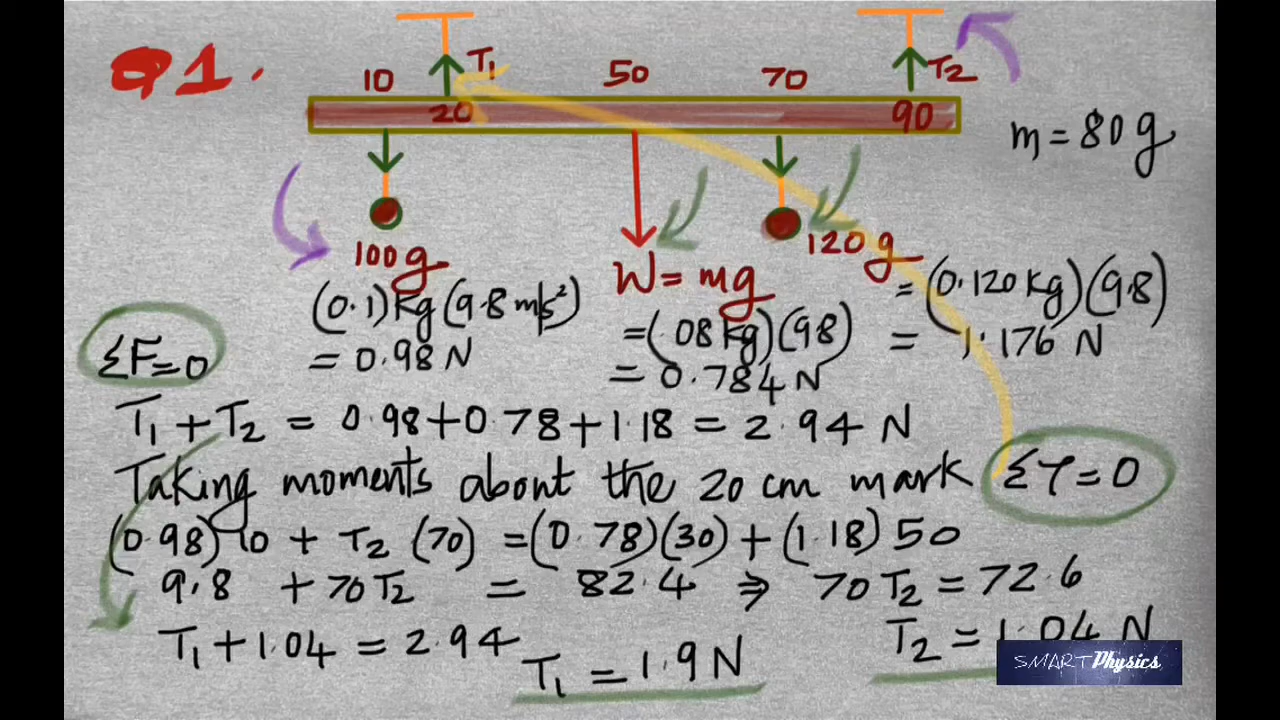 Q1.
T₁ T₂
10 50 70
20 90
m = 80 g
100 g 120 g
W = mg
(0.1)kg(9.8 m/s²) = (.08 kg)(9.8) = (0.120 kg)(9.8)
= 0.98 N = 0.784 N = 1.176 N
ΣF=0
T₁ + T₂ = 0.98+0.78+1.18 = 2.94 N
Taking moments about the 20 cm mark Στ=0
(0.98)10 + T₂ (70) =(0.78)(30) + (1.18) 50
9.8 + 70T₂ = 82.4 ⇒ 70T₂ = 72.6
T₁ + 1.04 = 2.94 T₂ = 1.04 N
T₁ = 1.9 N
SMART Physics